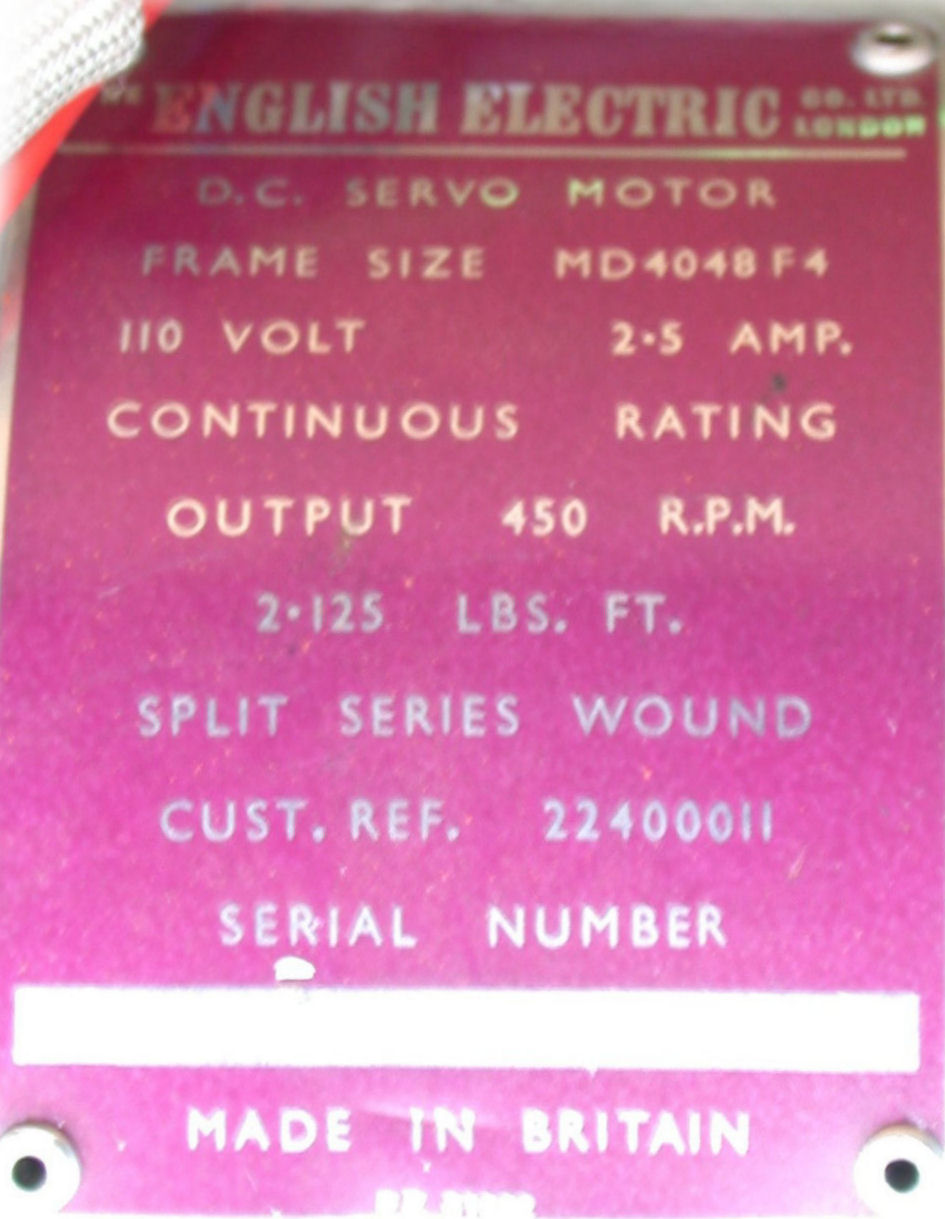 ENGLISH ELECTRIC CO. LTD. LONDON
D.C. SERVO MOTOR
FRAME SIZE MD4048F4
110 VOLT 2·5 AMP.
CONTINUOUS RATING
OUTPUT 450 R.P.M.
2·125 LBS. FT.
SPLIT SERIES WOUND
CUST. REF. 22400011
SERIAL NUMBER
MADE IN BRITAIN